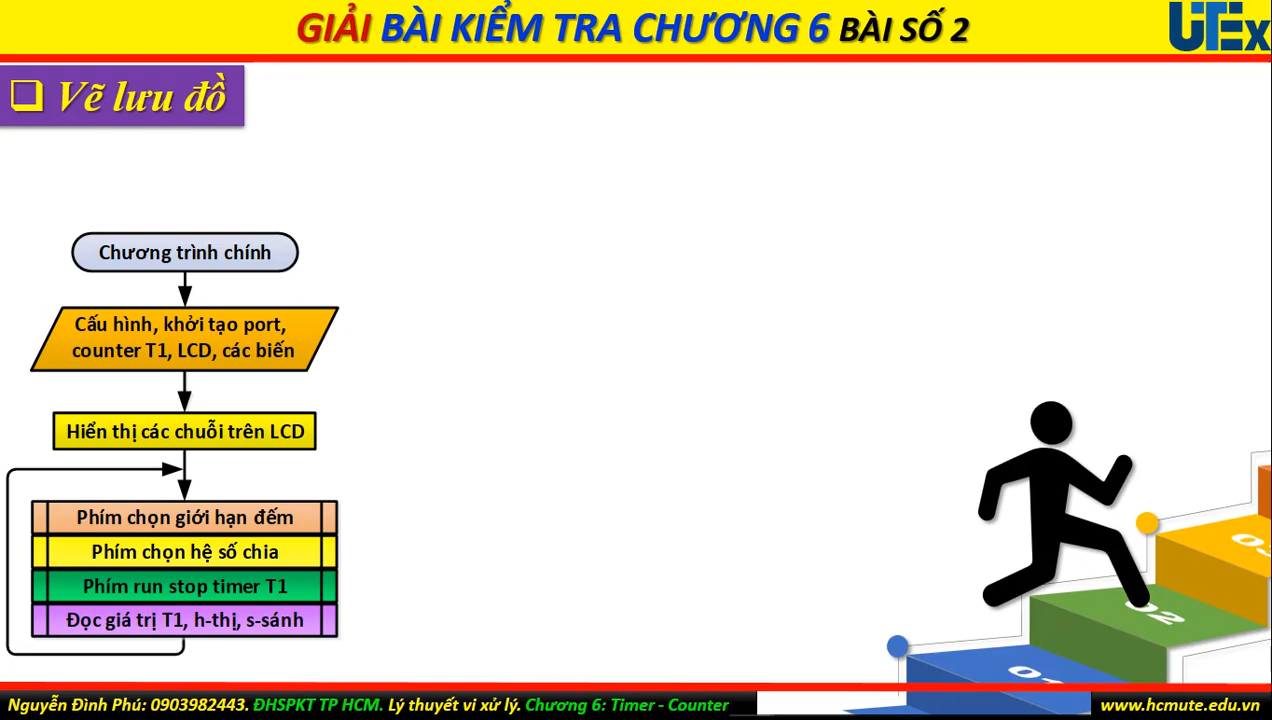 GIẢI BÀI KIỂM TRA CHƯƠNG 6 BÀI SỐ 2
UTEx
Vẽ lưu đồ
Chương trình chính
Cấu hình, khởi tạo port,
counter T1, LCD, các biến
Hiển thị các chuỗi trên LCD
Phím chọn giới hạn đếm
Phím chọn hệ số chia
Phím run stop timer T1
Đọc giá trị T1, h-thị, s-sánh
02
Nguyễn Đình Phú: 0903982443. ĐHSPKT TP HCM. Lý thuyết vi xử lý. Chương 6: Timer - Counter
www.hcmute.edu.vn